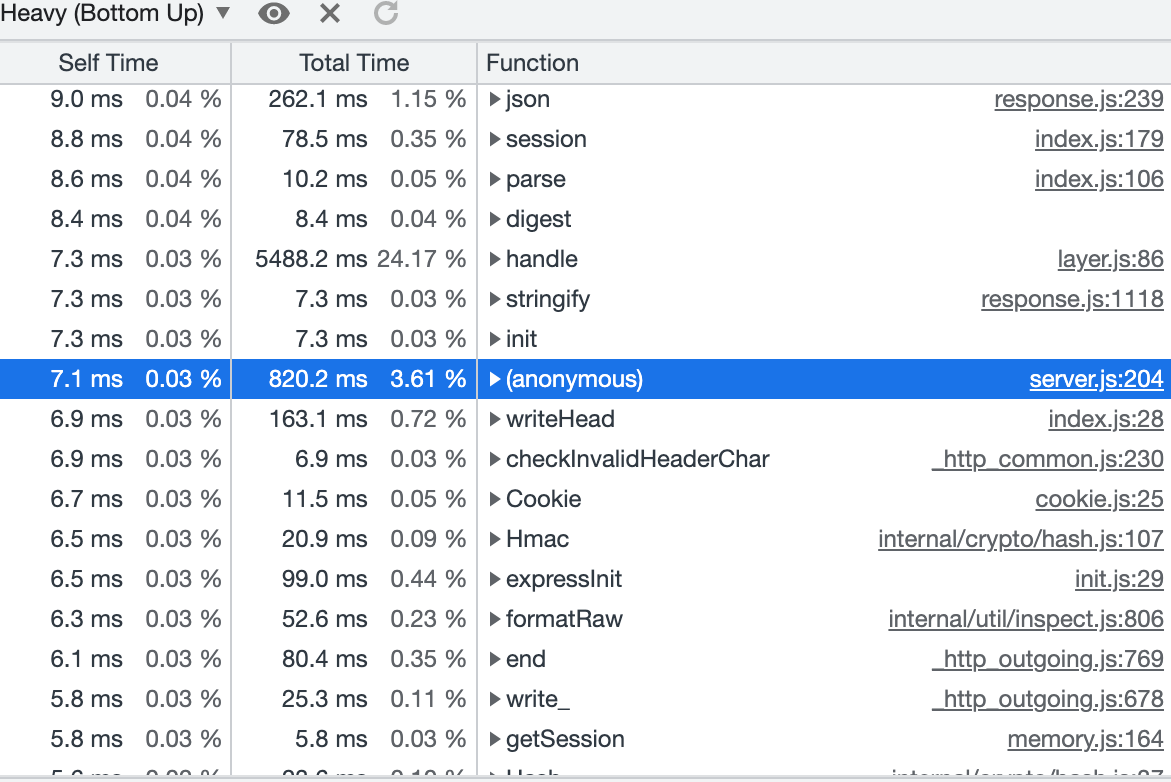 Heavy (Bottom Up)
Self Time Total Time Function
9.0 ms 0.04 % 262.1 ms 1.15 % json response.js:239
8.8 ms 0.04 % 78.5 ms 0.35 % session index.js:179
8.6 ms 0.04 % 10.2 ms 0.05 % parse index.js:106
8.4 ms 0.04 % 8.4 ms 0.04 % digest
7.3 ms 0.03 % 5488.2 ms 24.17 % handle layer.js:86
7.3 ms 0.03 % 7.3 ms 0.03 % stringify response.js:1118
7.3 ms 0.03 % 7.3 ms 0.03 % init
7.1 ms 0.03 % 820.2 ms 3.61 % (anonymous) server.js:204
6.9 ms 0.03 % 163.1 ms 0.72 % writeHead index.js:28
6.9 ms 0.03 % 6.9 ms 0.03 % checkInvalidHeaderChar _http_common.js:230
6.7 ms 0.03 % 11.5 ms 0.05 % Cookie cookie.js:25
6.5 ms 0.03 % 20.9 ms 0.09 % Hmac internal/crypto/hash.js:107
6.5 ms 0.03 % 99.0 ms 0.44 % expressInit init.js:29
6.3 ms 0.03 % 52.6 ms 0.23 % formatRaw internal/util/inspect.js:806
6.1 ms 0.03 % 80.4 ms 0.35 % end _http_outgoing.js:769
5.8 ms 0.03 % 25.3 ms 0.11 % write_ _http_outgoing.js:678
5.8 ms 0.03 % 5.8 ms 0.03 % getSession memory.js:164